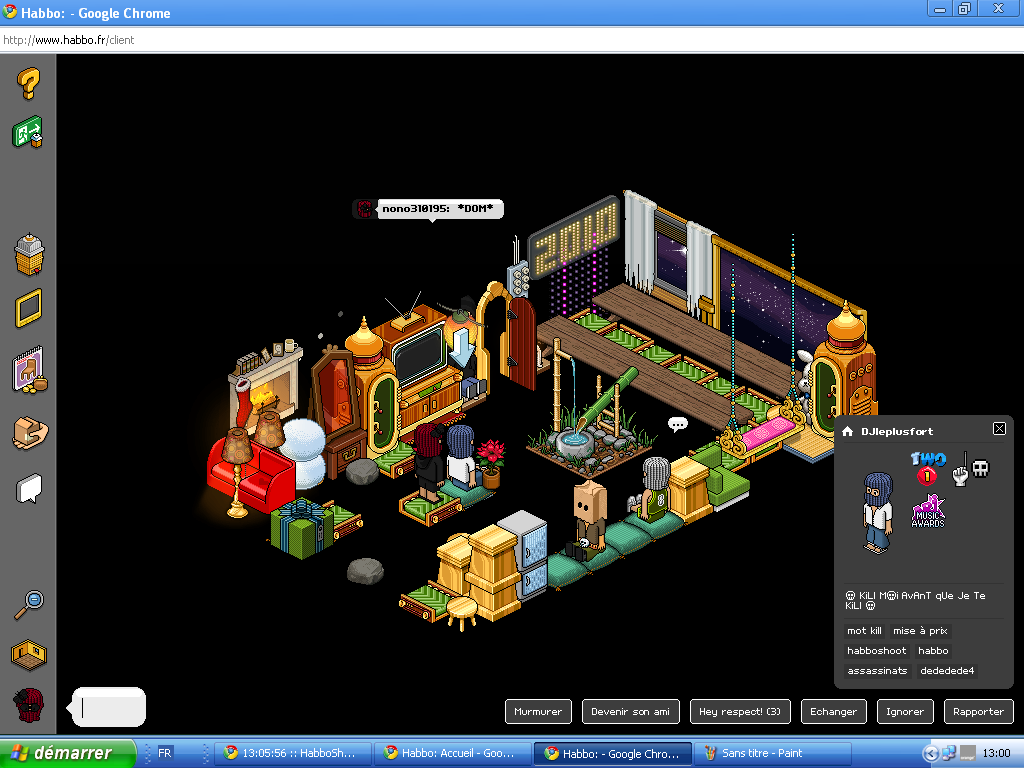 Habbo: - Google Chrome
http://www.habbo.fr/client
nono310195: *DOM*
2010
DJleplusfort
TWO
1
MUSIC
AWARDS
KiLl M i AvAnT qUe Je Te
KiLl
mot kill mise à prix
habboshoot habbo
assassinats dededede4
Murmurer Devenir son ami Hey respect! (3) Echanger Ignorer Rapporter
démarrer FR 13:05:56 :: HabboSh... Habbo: Accueil - Goo... Habbo: - Google Chro... Sans titre - Paint 13:00